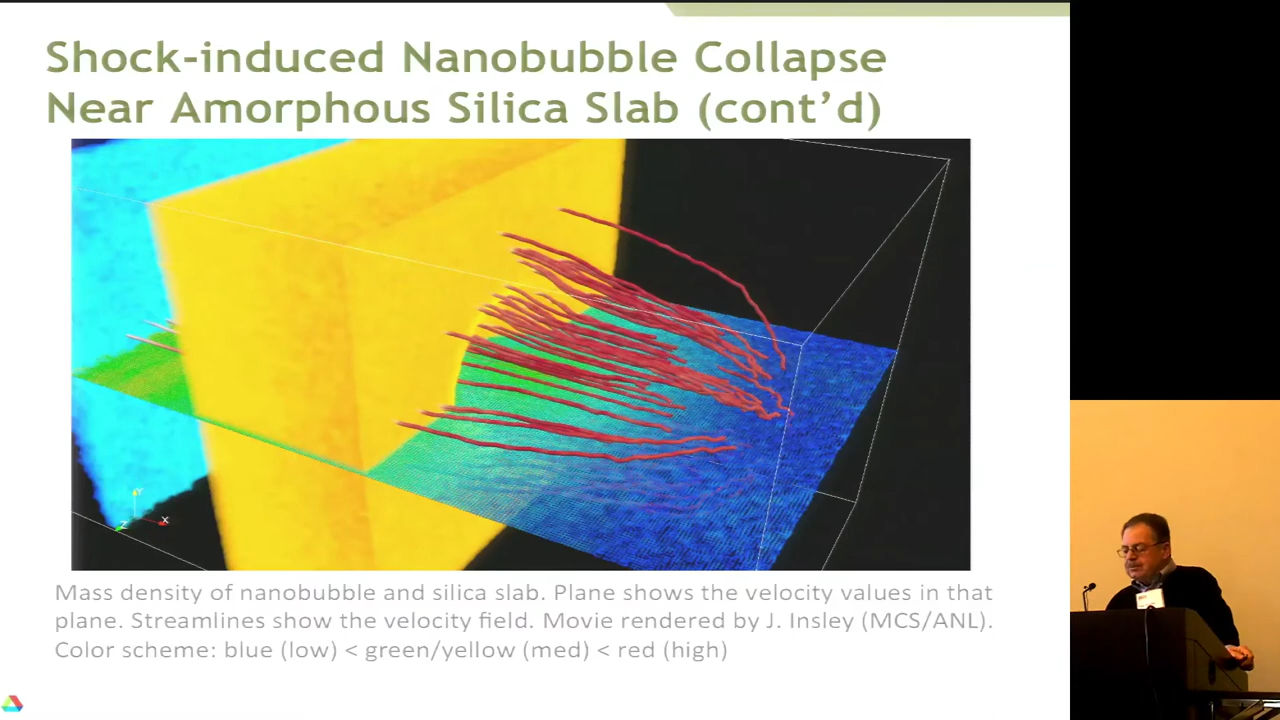 Shock-induced Nanobubble Collapse
Near Amorphous Silica Slab (cont’d)
Y
Z
X
Mass density of nanobubble and silica slab. Plane shows the velocity values in that
plane. Streamlines show the velocity field. Movie rendered by J. Insley (MCS/ANL).
Color scheme: blue (low) < green/yellow (med) < red (high)